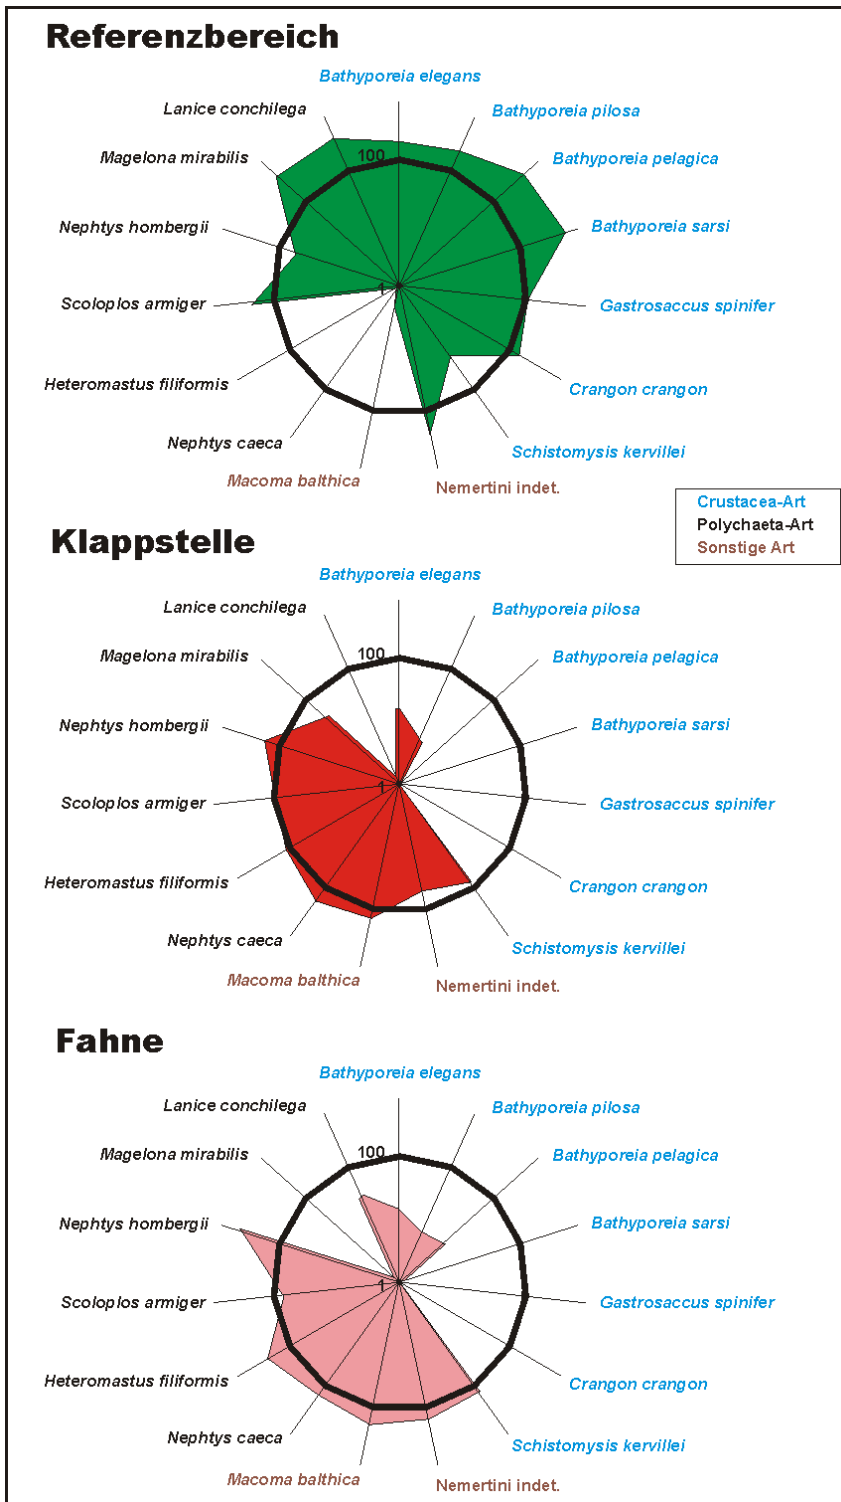 Referenzbereich
Bathyporeia elegans
Lanice conchilega
Bathyporeia pilosa
Magelona mirabilis
100
Bathyporeia pelagica
Nephtys hombergii
Bathyporeia sarsi
1
Scoloplos armiger
Gastrosaccus spinifer
Heteromastus filiformis
Crangon crangon
Nephtys caeca
Schistomysis kervillei
Macoma balthica
Nemertini indet.
Crustacea-Art
Polychaeta-Art
Sonstige Art
Klappstelle
Bathyporeia elegans
Lanice conchilega
Bathyporeia pilosa
Magelona mirabilis
100
Bathyporeia pelagica
Nephtys hombergii
Bathyporeia sarsi
1
Scoloplos armiger
Gastrosaccus spinifer
Heteromastus filiformis
Crangon crangon
Nephtys caeca
Schistomysis kervillei
Macoma balthica
Nemertini indet.
Fahne
Bathyporeia elegans
Lanice conchilega
Bathyporeia pilosa
Magelona mirabilis
100
Bathyporeia pelagica
Nephtys hombergii
Bathyporeia sarsi
1
Scoloplos armiger
Gastrosaccus spinifer
Heteromastus filiformis
Crangon crangon
Nephtys caeca
Schistomysis kervillei
Macoma balthica
Nemertini indet.